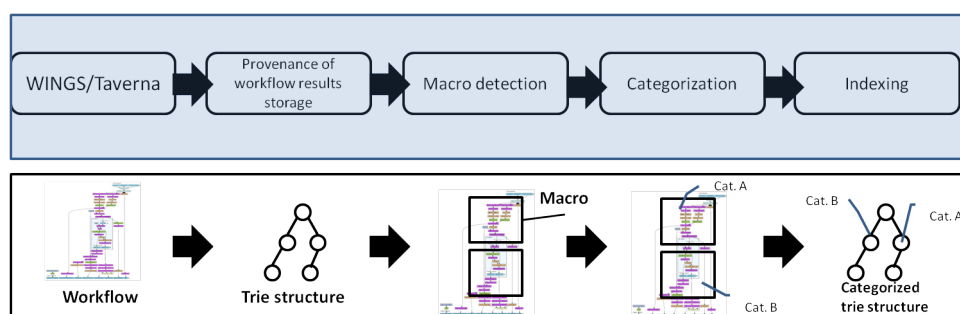 WINGS/Taverna
Provenance of
workflow results
storage
Macro detection
Categorization
Indexing
Workflow
Trie structure
Macro
Cat. A
Cat. B
Cat. B
Cat. A
Categorized
trie structure